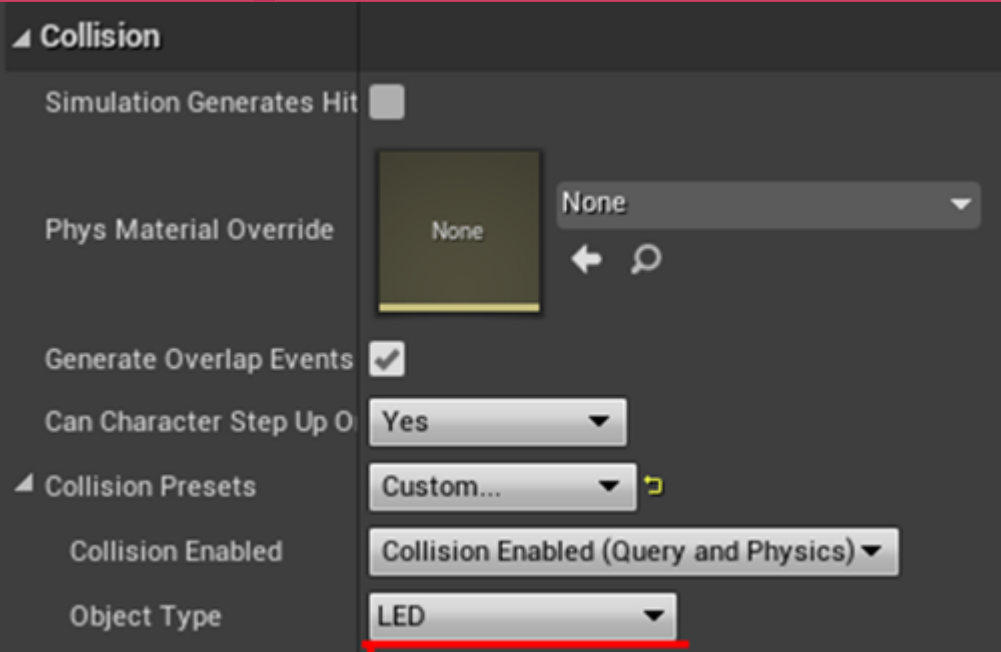 Collision
Simulation Generates Hit
Phys Material Override None None
Generate Overlap Events
Can Character Step Up O
Yes
Collision Presets Custom...
Collision Enabled Collision Enabled (Query and Physics)
Object Type LED